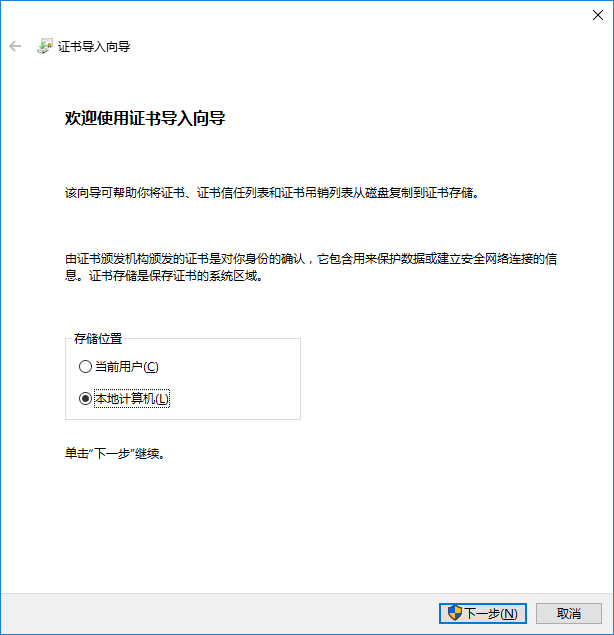 证书导入向导
欢迎使用证书导入向导
该向导可帮助你将证书、证书信任列表和证书吊销列表从磁盘复制到证书存储。
由证书颁发机构颁发的证书是对你身份的确认，它包含用来保护数据或建立安全网络连接的信
息。证书存储是保存证书的系统区域。
存储位置
当前用户(C)
本地计算机(L)
单击"下一步"继续。
下一步(N)
取消